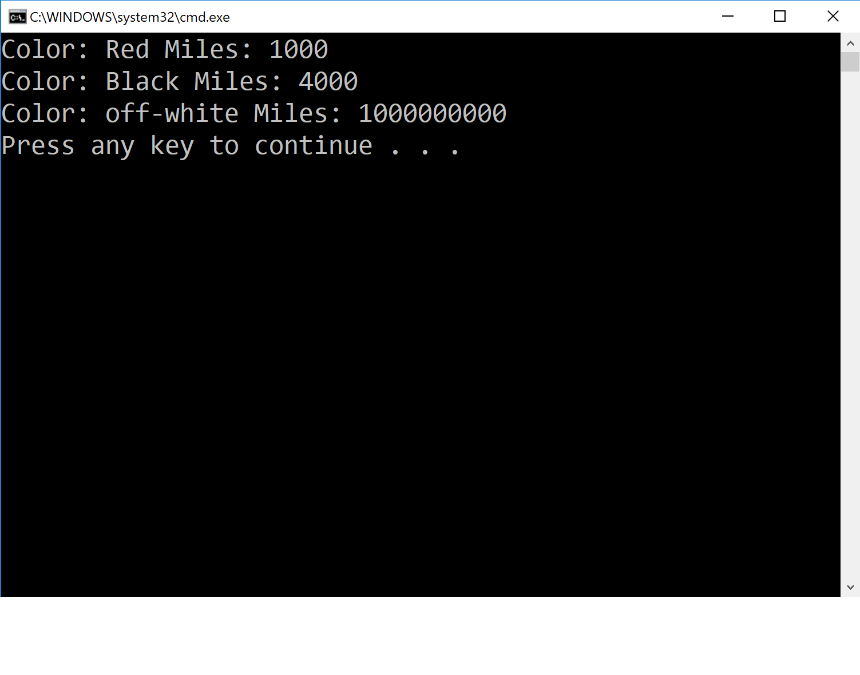 C:\WINDOWS\system32\cmd.exe
Color: Red Miles: 1000
Color: Black Miles: 4000
Color: off-white Miles: 1000000000
Press any key to continue . . .